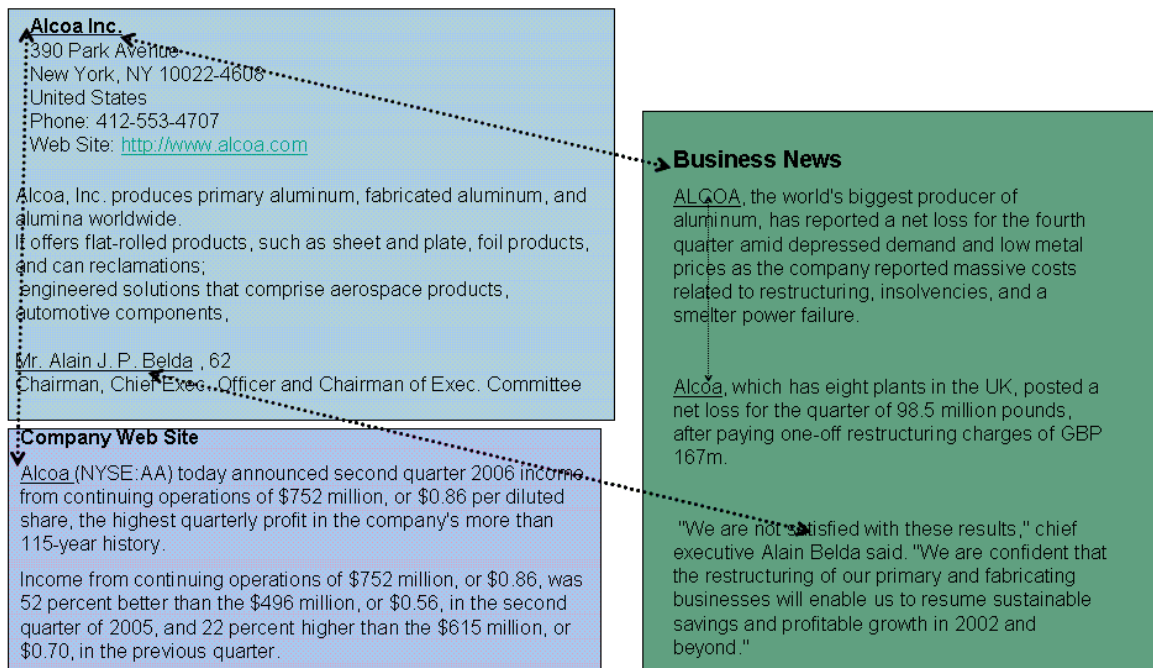 Alcoa Inc.
390 Park Avenue
New York, NY 10022-4608
United States
Phone: 412-553-4707
Web Site: http://www.alcoa.com
Alcoa, Inc. produces primary aluminum, fabricated aluminum, and
alumina worldwide.
It offers flat-rolled products, such as sheet and plate, foil products,
and can reclamations;
engineered solutions that comprise aerospace products,
automotive components,
Mr. Alain J. P. Belda , 62
Chairman, Chief Exec. Officer and Chairman of Exec. Committee
Company Web Site
Alcoa (NYSE:AA) today announced second quarter 2006 income
from continuing operations of $752 million, or $0.86 per diluted
share, the highest quarterly profit in the company's more than
115-year history.
Income from continuing operations of $752 million, or $0.86, was
52 percent better than the $496 million, or $0.56, in the second
quarter of 2005, and 22 percent higher than the $615 million, or
$0.70, in the previous quarter.
Business News
ALCOA, the world's biggest producer of
aluminum, has reported a net loss for the fourth
quarter amid depressed demand and low metal
prices as the company reported massive costs
related to restructuring, insolvencies, and a
smelter power failure.
Alcoa, which has eight plants in the UK, posted a
net loss for the quarter of 98.5 million pounds,
after paying one-off restructuring charges of GBP
167m.
"We are not satisfied with these results," chief
executive Alain Belda said. "We are confident that
the restructuring of our primary and fabricating
businesses will enable us to resume sustainable
savings and profitable growth in 2002 and
beyond."